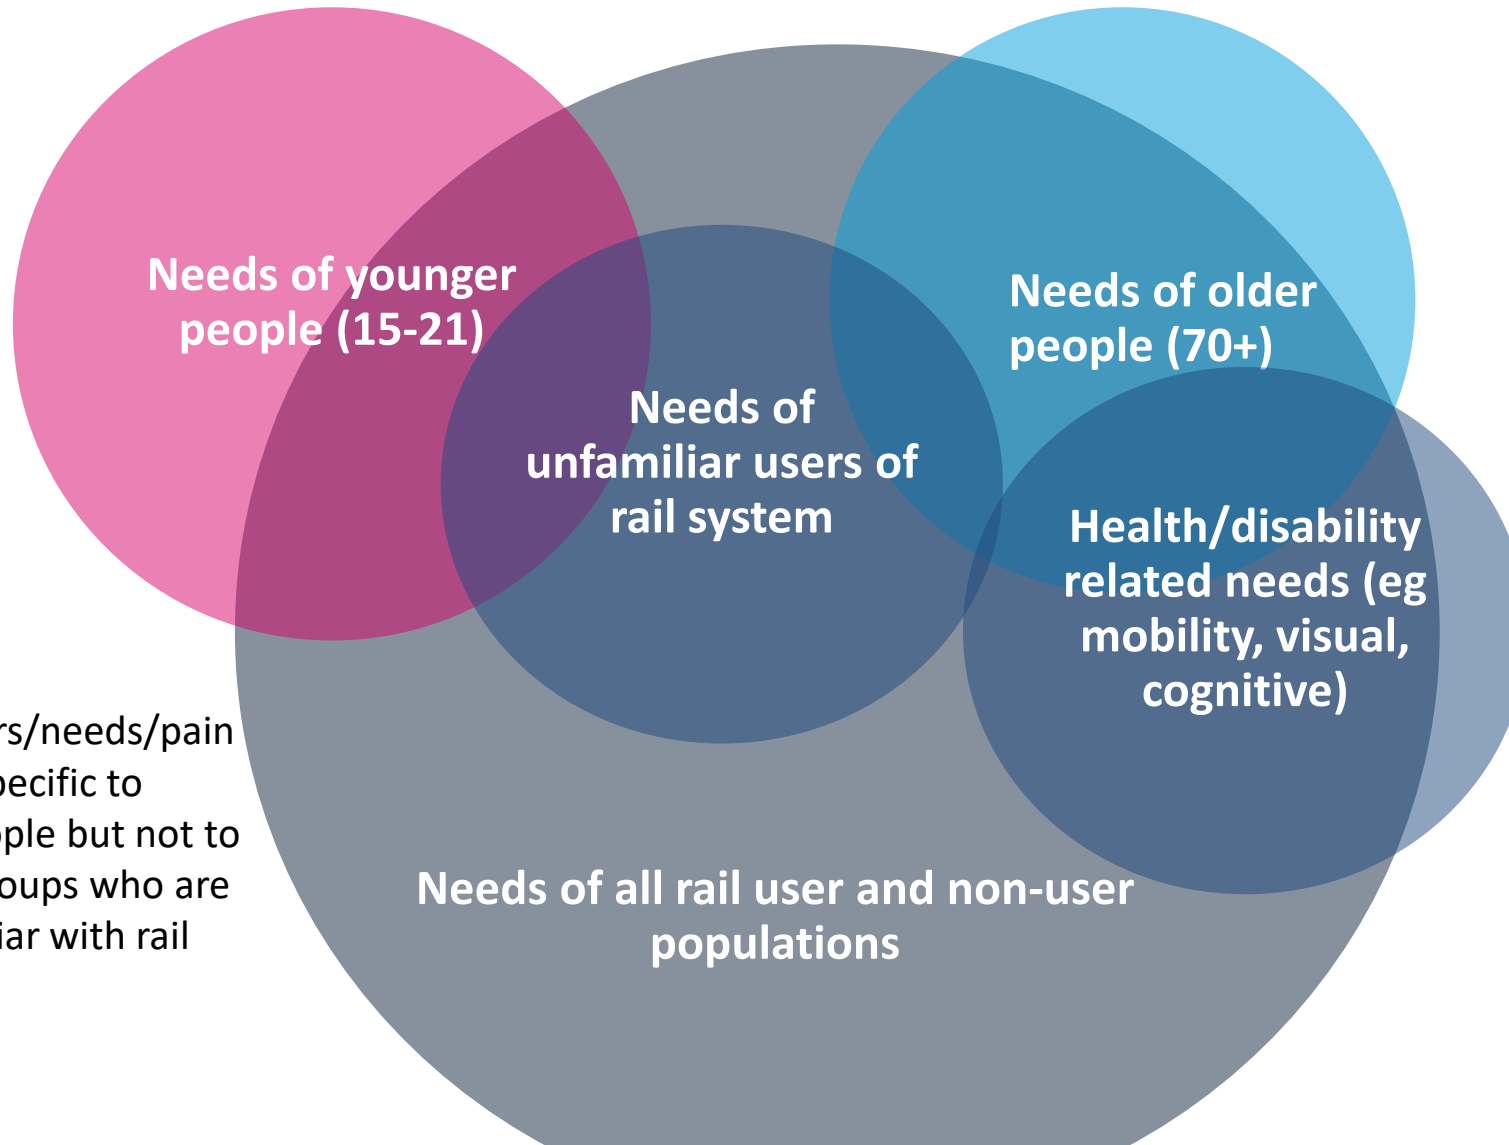 Needs of younger
people (15-21)
Needs of older
people (70+)
Needs of
unfamiliar users of
rail system
Health/disability
related needs (eg
mobility, visual,
cognitive)
rs/needs/pain
pecific to
ople but not to
roups who are
iar with rail
Needs of all rail user and non-user
populations